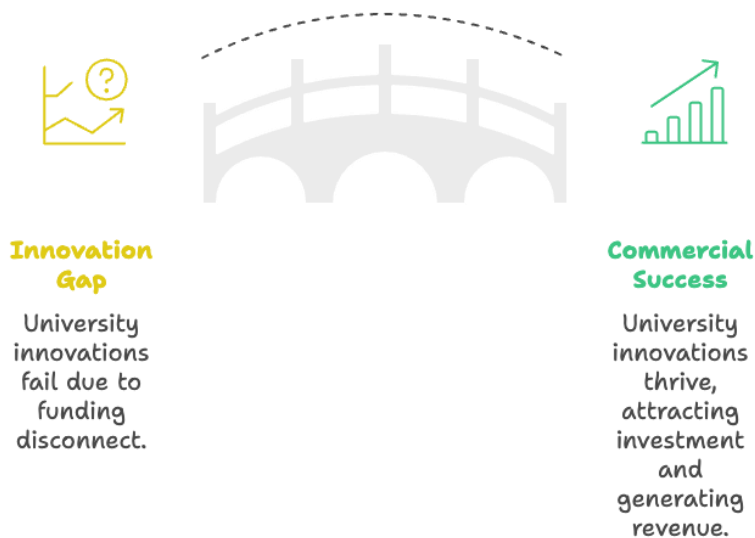 ?
Innovation
Gap
University
innovations
fail due to
funding
disconnect.
Commercial
Success
University
innovations
thrive,
attracting
investment
and
generating
revenue.